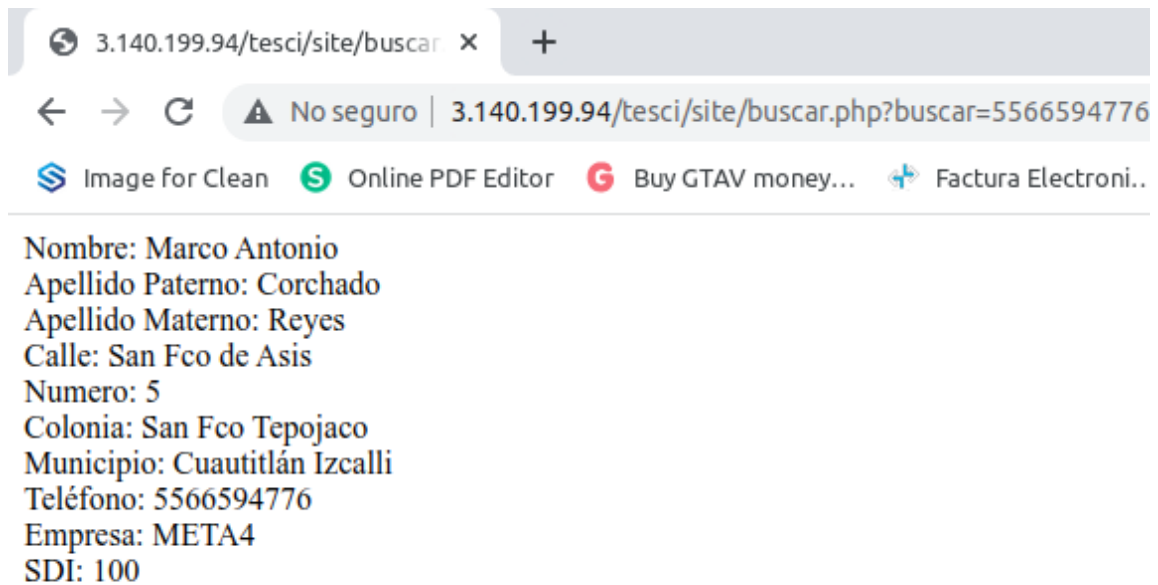 3.140.199.94/tesci/site/buscar
No seguro | 3.140.199.94/tesci/site/buscar.php?buscar=5566594776
Image for Clean Online PDF Editor Buy GTAV money... Factura Electroni..
Nombre: Marco Antonio
Apellido Paterno: Corchado
Apellido Materno: Reyes
Calle: San Fco de Asis
Numero: 5
Colonia: San Fco Tepojaco
Municipio: Cuautitlán Izcalli
Teléfono: 5566594776
Empresa: META4
SDI: 100